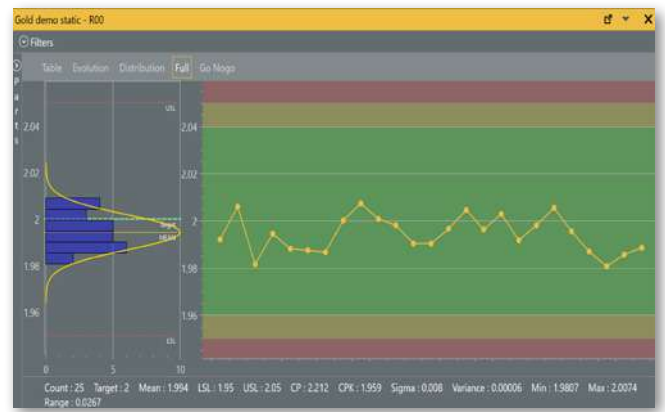 Gold demo static - R00
Filters
Table Evolution Distribution Full Go Nogo
P
a
r
t
s
USL
2.04 2.04
2.02 2.02
Target
2 2
MEAN
1.98 1.98
1.96 1.96
LSL
0 5 10
Count : 25 Target : 2 Mean : 1.994 LSL : 1.95 USL : 2.05 CP : 2.212 CPK : 1.959 Sigma : 0.008 Variance : 0.00006 Min : 1.9807 Max : 2.0074
Range : 0.0267